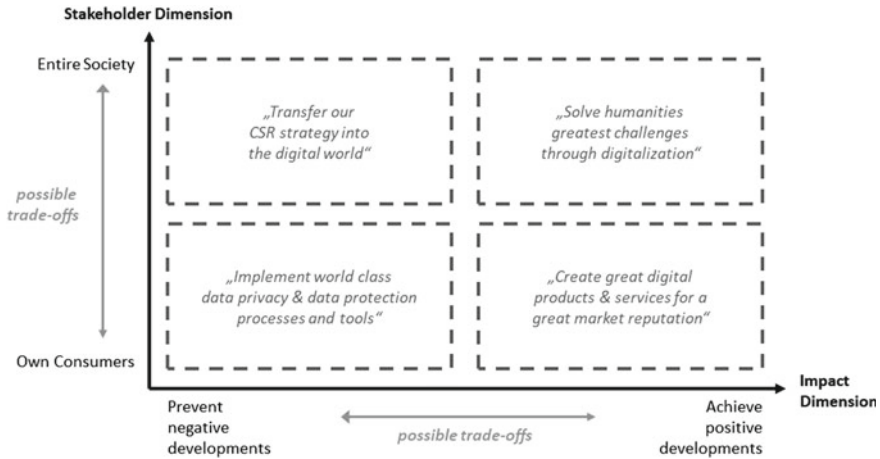 Stakeholder Dimension
Entire Society
„Transfer our
CSR strategy into
the digital world“
„Solve humanities
greatest challenges
through digitalization“
possible
trade-offs
„Implement world class
data privacy & data protection
processes and tools“
„Create great digital
products & services for a
great market reputation“
Own Consumers
Impact
Dimension
Prevent
negative
developments
possible trade-offs
Achieve
positive
developments